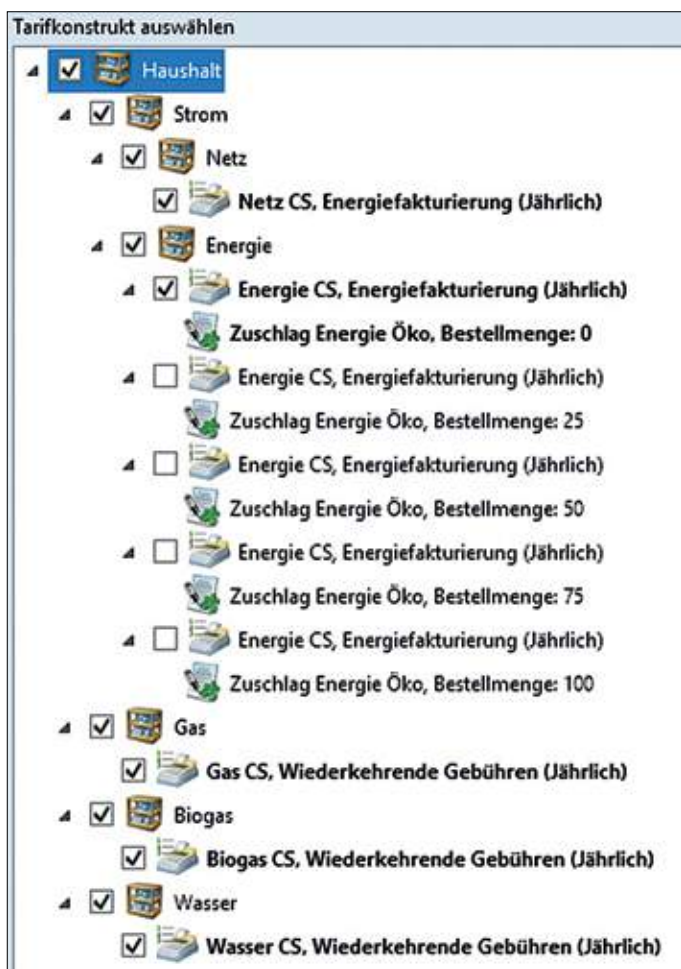 Tarifkonstrukt auswählen
Haushalt
Strom
Netz
Netz CS, Energiefakturierung (Jährlich)
Energie
Energie CS, Energiefakturierung (Jährlich)
Zuschlag Energie Öko, Bestellmenge: 0
Energie CS, Energiefakturierung (Jährlich)
Zuschlag Energie Öko, Bestellmenge: 25
Energie CS, Energiefakturierung (Jährlich)
Zuschlag Energie Öko, Bestellmenge: 50
Energie CS, Energiefakturierung (Jährlich)
Zuschlag Energie Öko, Bestellmenge: 75
Energie CS, Energiefakturierung (Jährlich)
Zuschlag Energie Öko, Bestellmenge: 100
Gas
Gas CS, Wiederkehrende Gebühren (Jährlich)
Biogas
Biogas CS, Wiederkehrende Gebühren (Jährlich)
Wasser
Wasser CS, Wiederkehrende Gebühren (Jährlich)